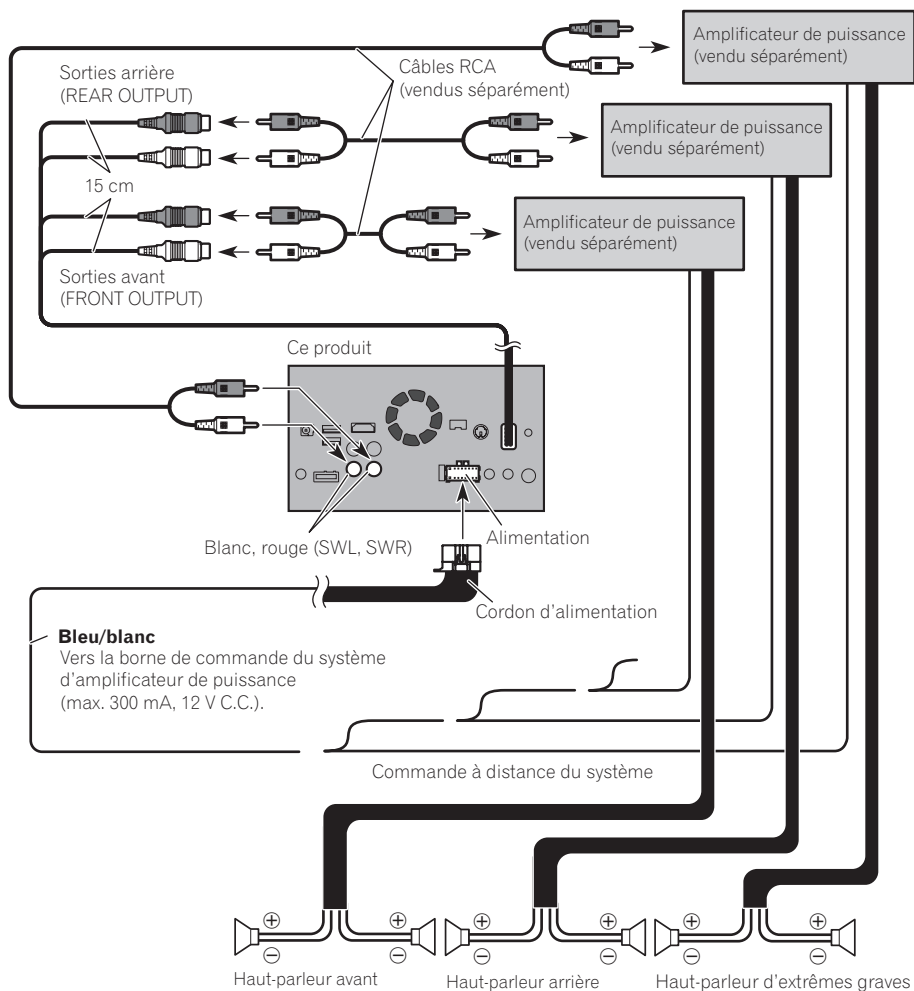 Amplificateur de puissance
(vendu séparément)
Sorties arrière
(REAR OUTPUT)
Câbles RCA
(vendus séparément)
Amplificateur de puissance
(vendu séparément)
15 cm
Amplificateur de puissance
(vendu séparément)
Sorties avant
(FRONT OUTPUT)
Ce produit
Blanc, rouge (SWL, SWR)
Alimentation
Cordon d’alimentation
Bleu/blanc
Vers la borne de commande du système
d’amplificateur de puissance
(max. 300 mA, 12 V C.C.).
Commande à distance du système
⊕ ⊕ ⊕ ⊕ ⊕ ⊕
⊖ ⊖ ⊖ ⊖ ⊖ ⊖
Haut-parleur avant
Haut-parleur arrière
Haut-parleur d’extrêmes graves